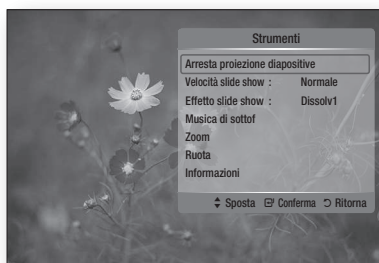 Strumenti
Arresta proiezione diapositive
Velocità slide show : Normale
Effetto slide show : Dissolv1
Musica di sottof
Zoom
Ruota
Informazioni
Sposta Conferma Ritorna